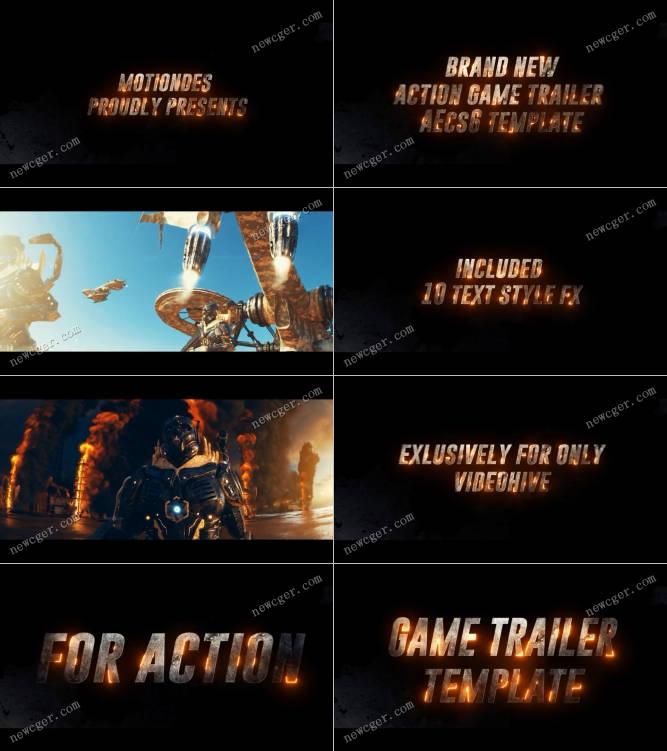 newcger.com
MOTIONDES
PROUDLY PRESENTS
newcger.com
newcger.com
BRAND NEW
ACTION GAME TRAILER
AECS6 TEMPLATE
newcger.com
newcger.com
newcger.com
newcger.com
INCLUDED
10 TEXT STYLE FX
newcger.com
newcger.com
newcger.com
newcger.com
EXLUSIVELY FOR ONLY
VIDEOHIVE
newcger.com
newcger.com
FOR ACTION
newcger.com
newcger.com
GAME TRAILER
TEMPLATE
newcger.com